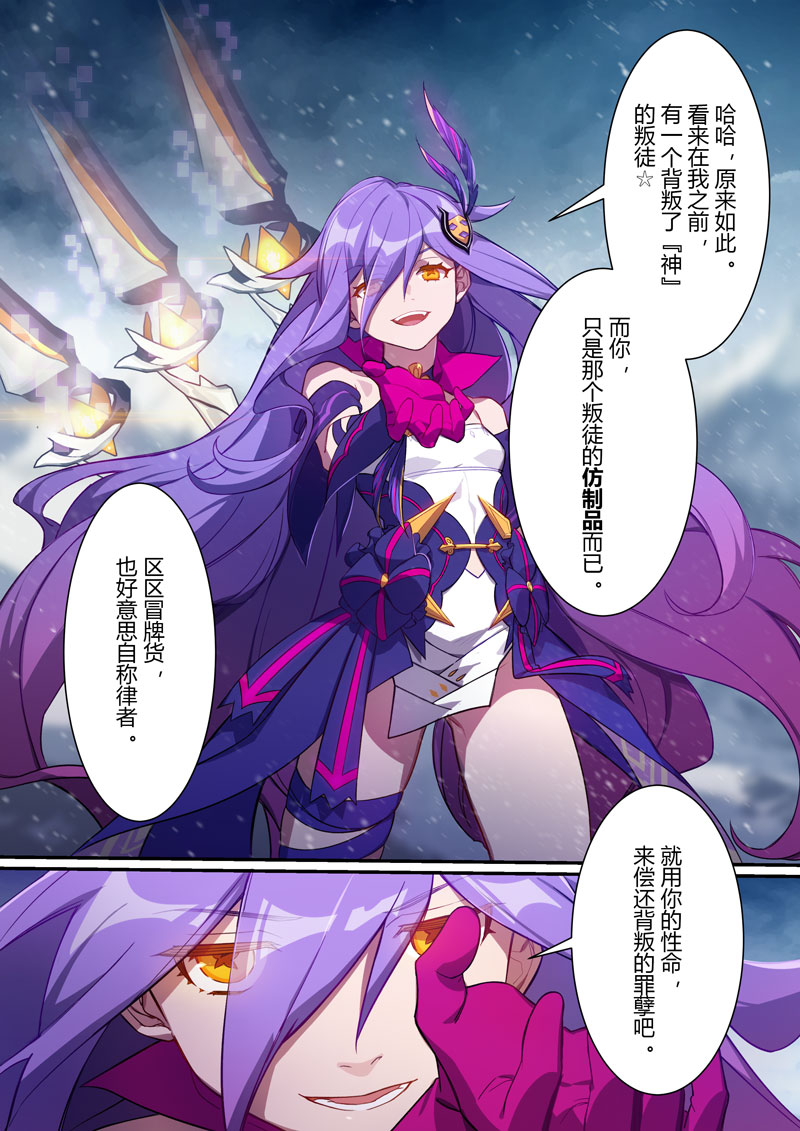 哈哈，原来如此。
看来在我之前，
有一个背叛了『神』
的叛徒☆
而你，
只是那个叛徒的仿制品而已。
区区冒牌货，
也好意思自称律者。
就用你的性命，
来偿还背叛的罪孽吧。